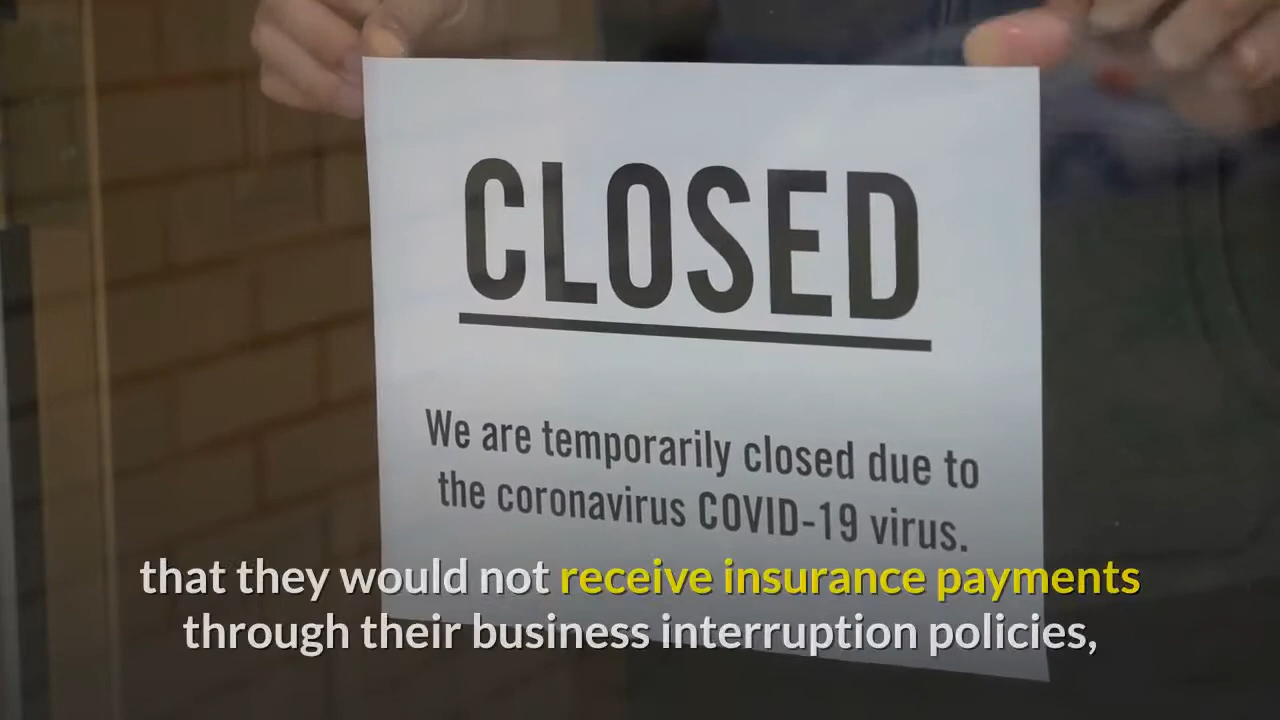 CLOSED
We are temporarily closed due to
the coronavirus COVID-19 virus.
that they would not receive insurance payments
through their business interruption policies,